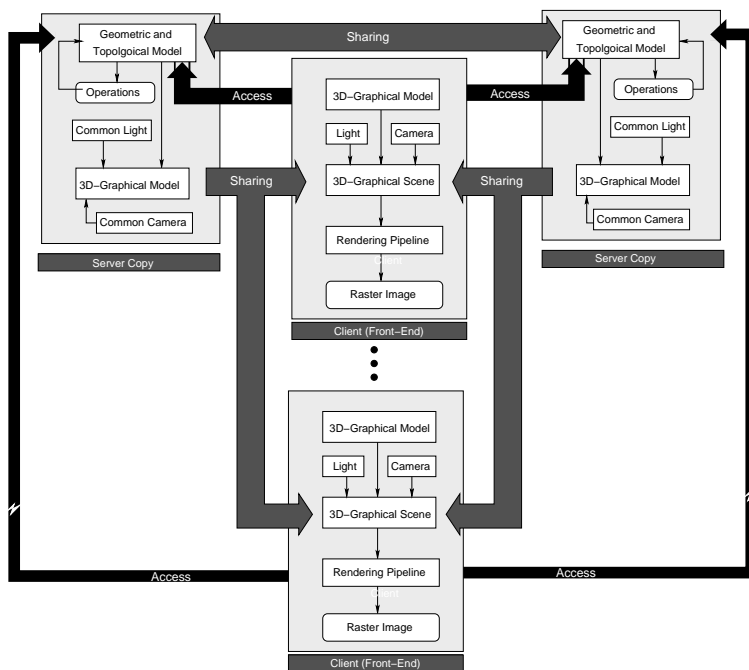 Geometric and
Topolgoical Model
Operations
Common Light
3D-Graphical Model
Common Camera
Server Copy
Sharing
Access
Access
Sharing
Sharing
3D-Graphical Model
Light
Camera
3D-Graphical Scene
Rendering Pipeline
Client
Raster Image
Client (Front-End)
Geometric and
Topolgoical Model
Operations
Common Light
3D-Graphical Model
Common Camera
Server Copy
3D-Graphical Model
Light
Camera
3D-Graphical Scene
Rendering Pipeline
Client
Raster Image
Client (Front-End)
Access
Access